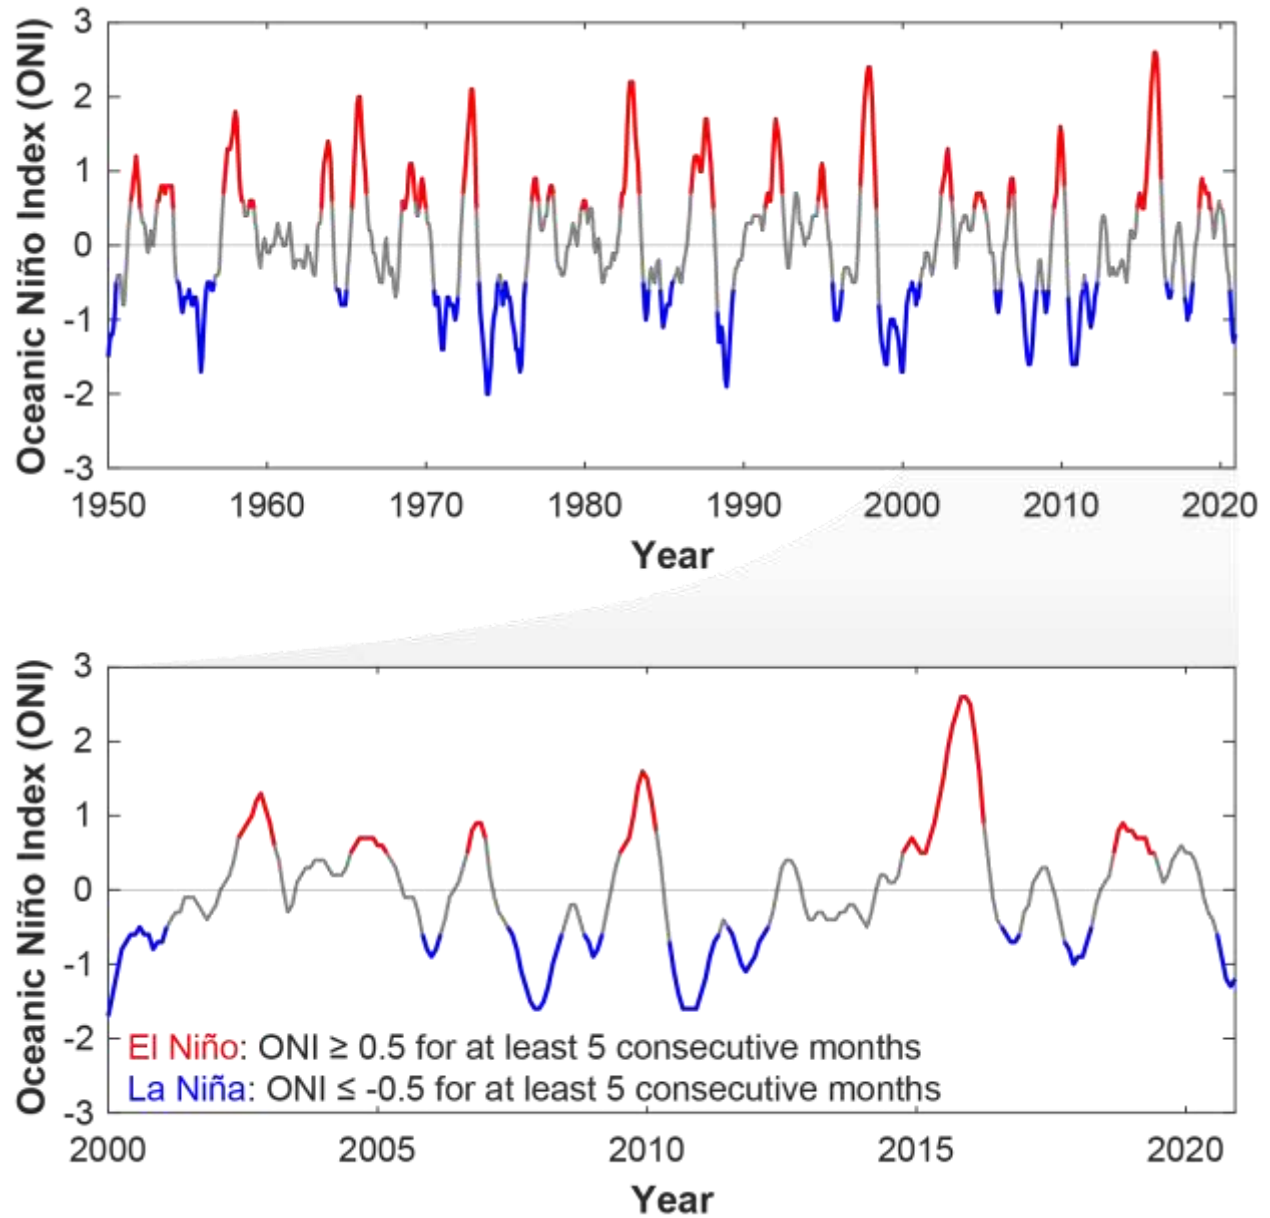 Oceanic Niño Index (ONI)
3
2
1
0
-1
-2
-3
1950 1960 1970 1980 1990 2000 2010 2020
Year
Oceanic Niño Index (ONI)
3
2
1
0
-1
-2
-3
El Niño: ONI ≥ 0.5 for at least 5 consecutive months
La Niña: ONI ≤ -0.5 for at least 5 consecutive months
2000 2005 2010 2015 2020
Year